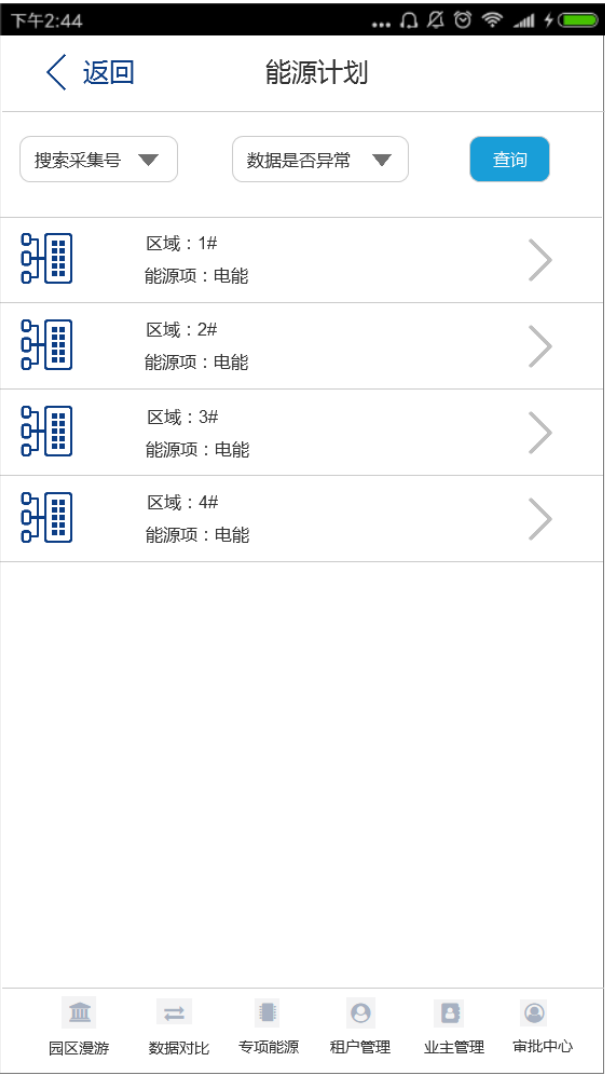 下午2:44
返回
能源计划
搜索采集号
数据是否异常
查询
区域：1#
能源项：电能
区域：2#
能源项：电能
区域：3#
能源项：电能
区域：4#
能源项：电能
园区漫游
数据对比
专项能源
租户管理
业主管理
审批中心